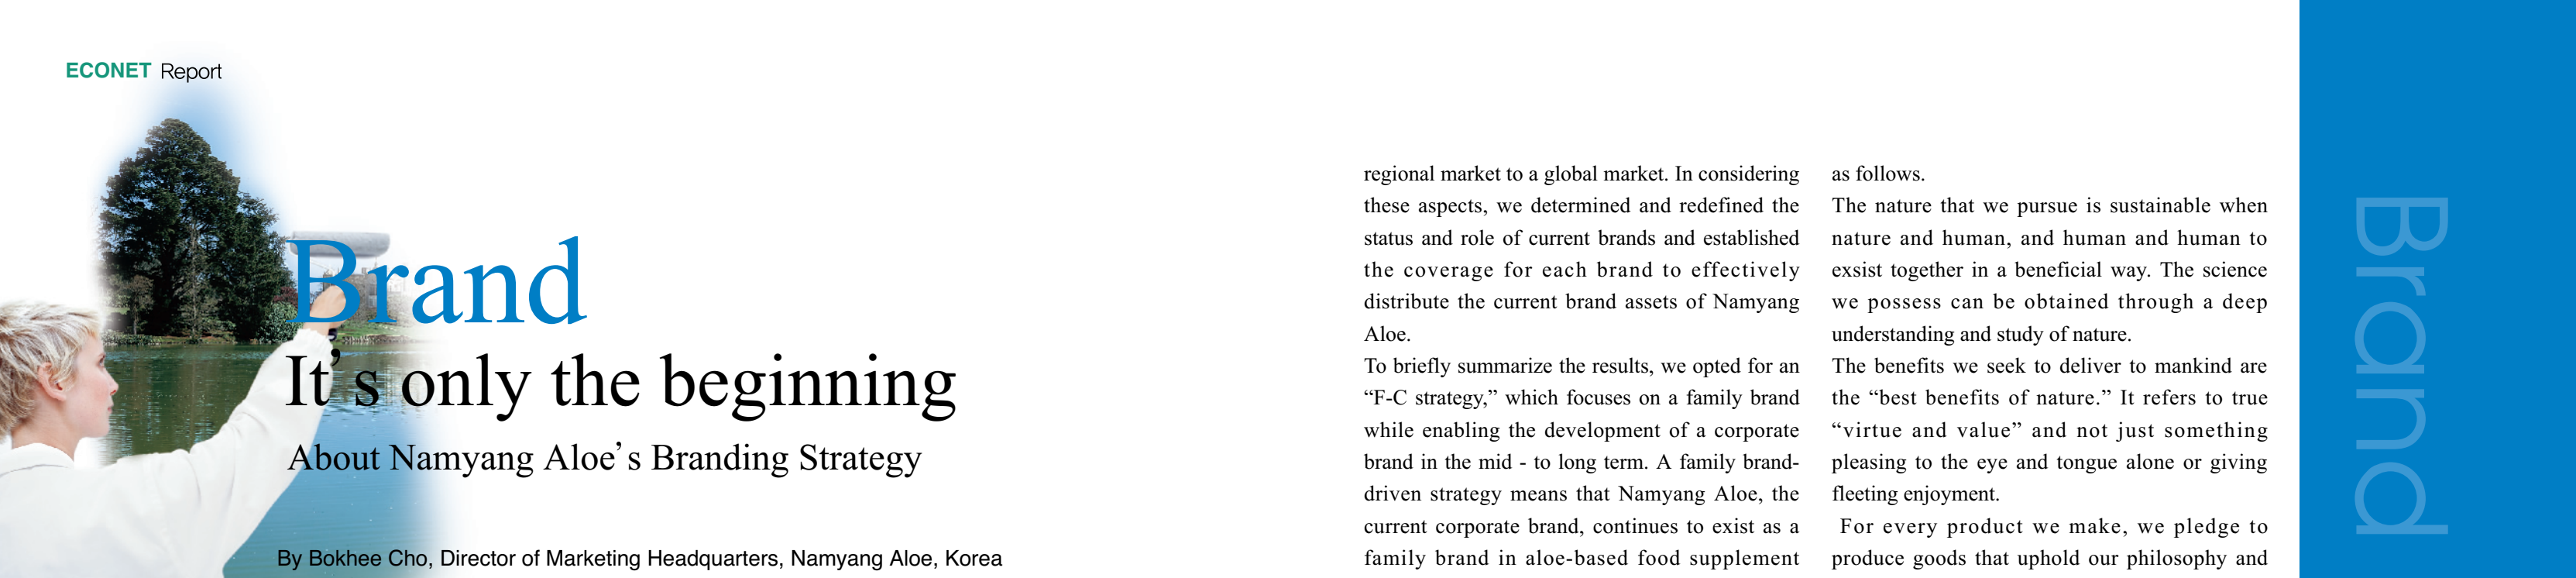 ECONET Report
Brand
It's only the beginning
About Namyang Aloe's Branding Strategy
By Bokhee Cho, Director of Marketing Headquarters, Namyang Aloe, Korea
regional market to a global market. In considering
these aspects, we determined and redefined the
status and role of current brands and established
the coverage for each brand to effectively
distribute the current brand assets of Namyang
Aloe.
To briefly summarize the results, we opted for an
“F-C strategy,” which focuses on a family brand
while enabling the development of a corporate
brand in the mid - to long term. A family brand-
driven strategy means that Namyang Aloe, the
current corporate brand, continues to exist as a
family brand in aloe-based food supplement
as follows.
The nature that we pursue is sustainable when
nature and human, and human and human to
exsist together in a beneficial way. The science
we possess can be obtained through a deep
understanding and study of nature.
The benefits we seek to deliver to mankind are
the “best benefits of nature.” It refers to true
“virtue and value” and not just something
pleasing to the eye and tongue alone or giving
fleeting enjoyment.
For every product we make, we pledge to
produce goods that uphold our philosophy and
Brand